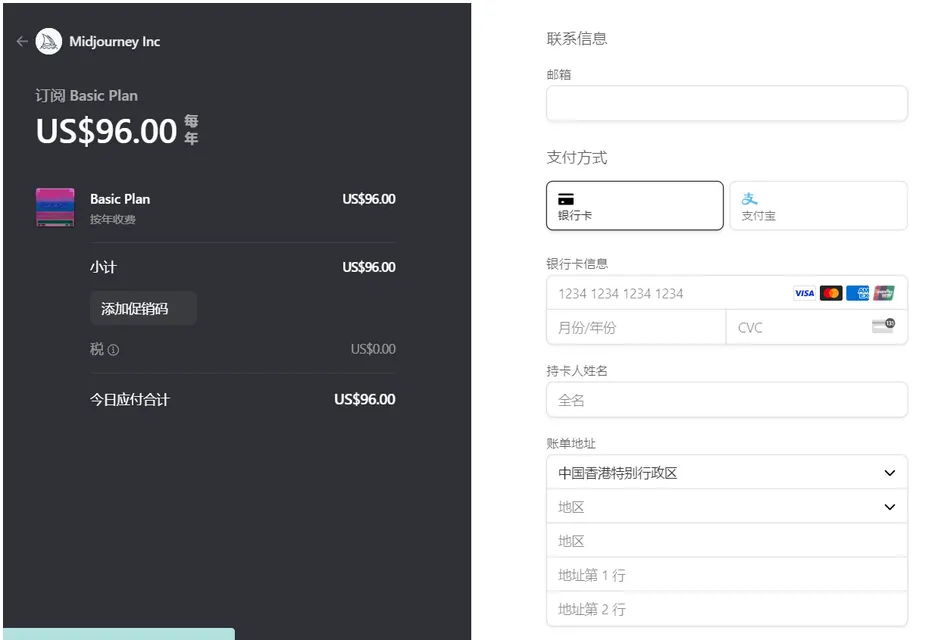 Midjourney Inc
订阅 Basic Plan
US$96.00 每年
Basic Plan US$96.00
按年收费
小计 US$96.00
添加促销码
税 US$0.00
今日应付合计 US$96.00
联系信息
邮箱
支付方式
银行卡
支付宝
银行卡信息
1234 1234 1234 1234 VISA
月份/年份 CVC
持卡人姓名
全名
账单地址
中国香港特别行政区
地区
地区
地址第 1 行
地址第 2 行